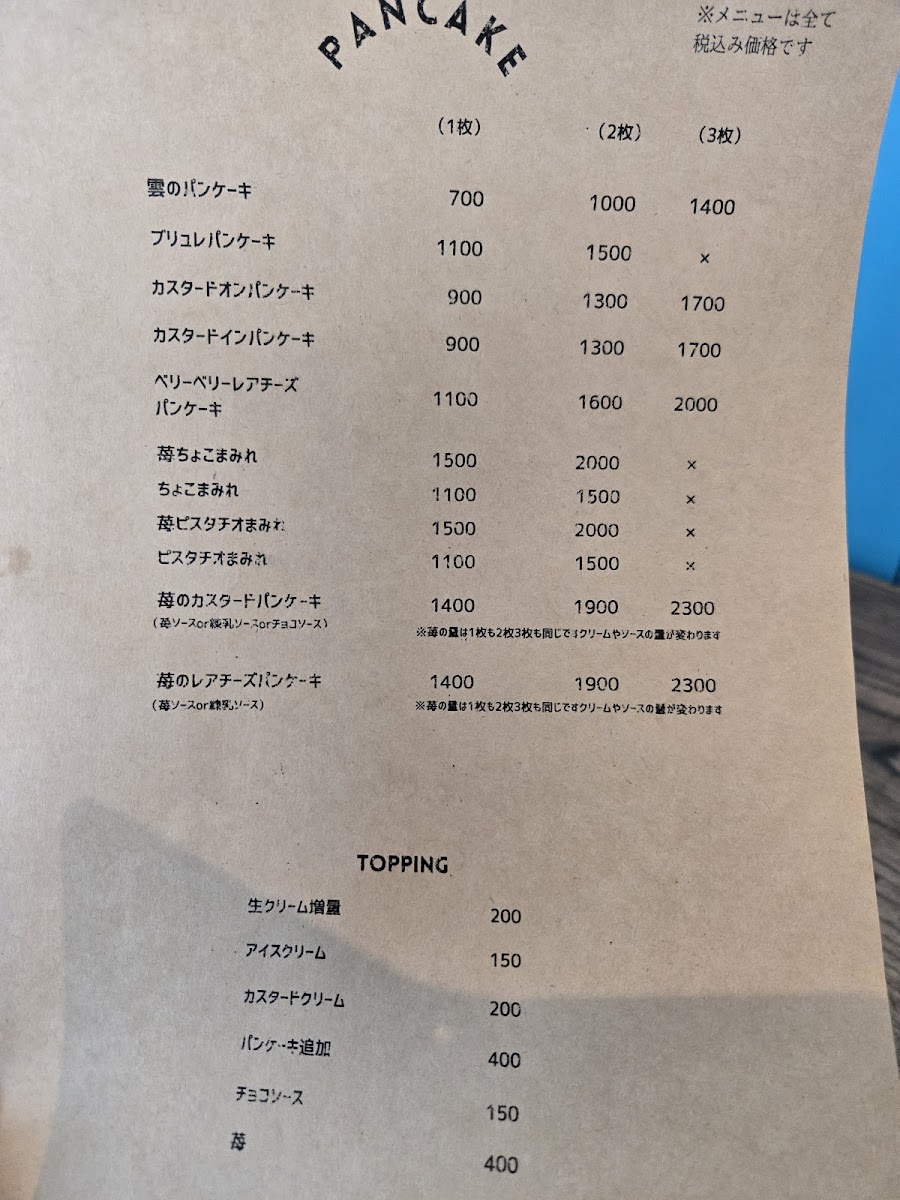 PANCAKE
※メニューは全て
税込み価格です
(1枚) (2枚) (3枚)
雲のパンケーキ 700 1000 1400
ブリュレパンケーキ 1100 1500 ×
カスタードオンパンケーキ 900 1300 1700
カスタードインパンケーキ 900 1300 1700
ベリーベリーレアチーズ
パンケーキ 1100 1600 2000
苺ちょこまみれ 1500 2000 ×
ちょこまみれ 1100 1500 ×
苺ピスタチオまみれ 1500 2000 ×
ピスタチオまみれ 1100 1500 ×
苺のカスタードパンケーキ 1400 1900 2300
(苺ソースor練乳ソースorチョコソース) ※苺の量は1枚も2枚3枚も同じですクリームやソースの量が変わります
苺のレアチーズパンケーキ 1400 1900 2300
(苺ソースor練乳ソース) ※苺の量は1枚も2枚3枚も同じですクリームやソースの量が変わります
TOPPING
生クリーム増量 200
アイスクリーム 150
カスタードクリーム 200
パンケーキ追加 400
チョコソース 150
苺 400